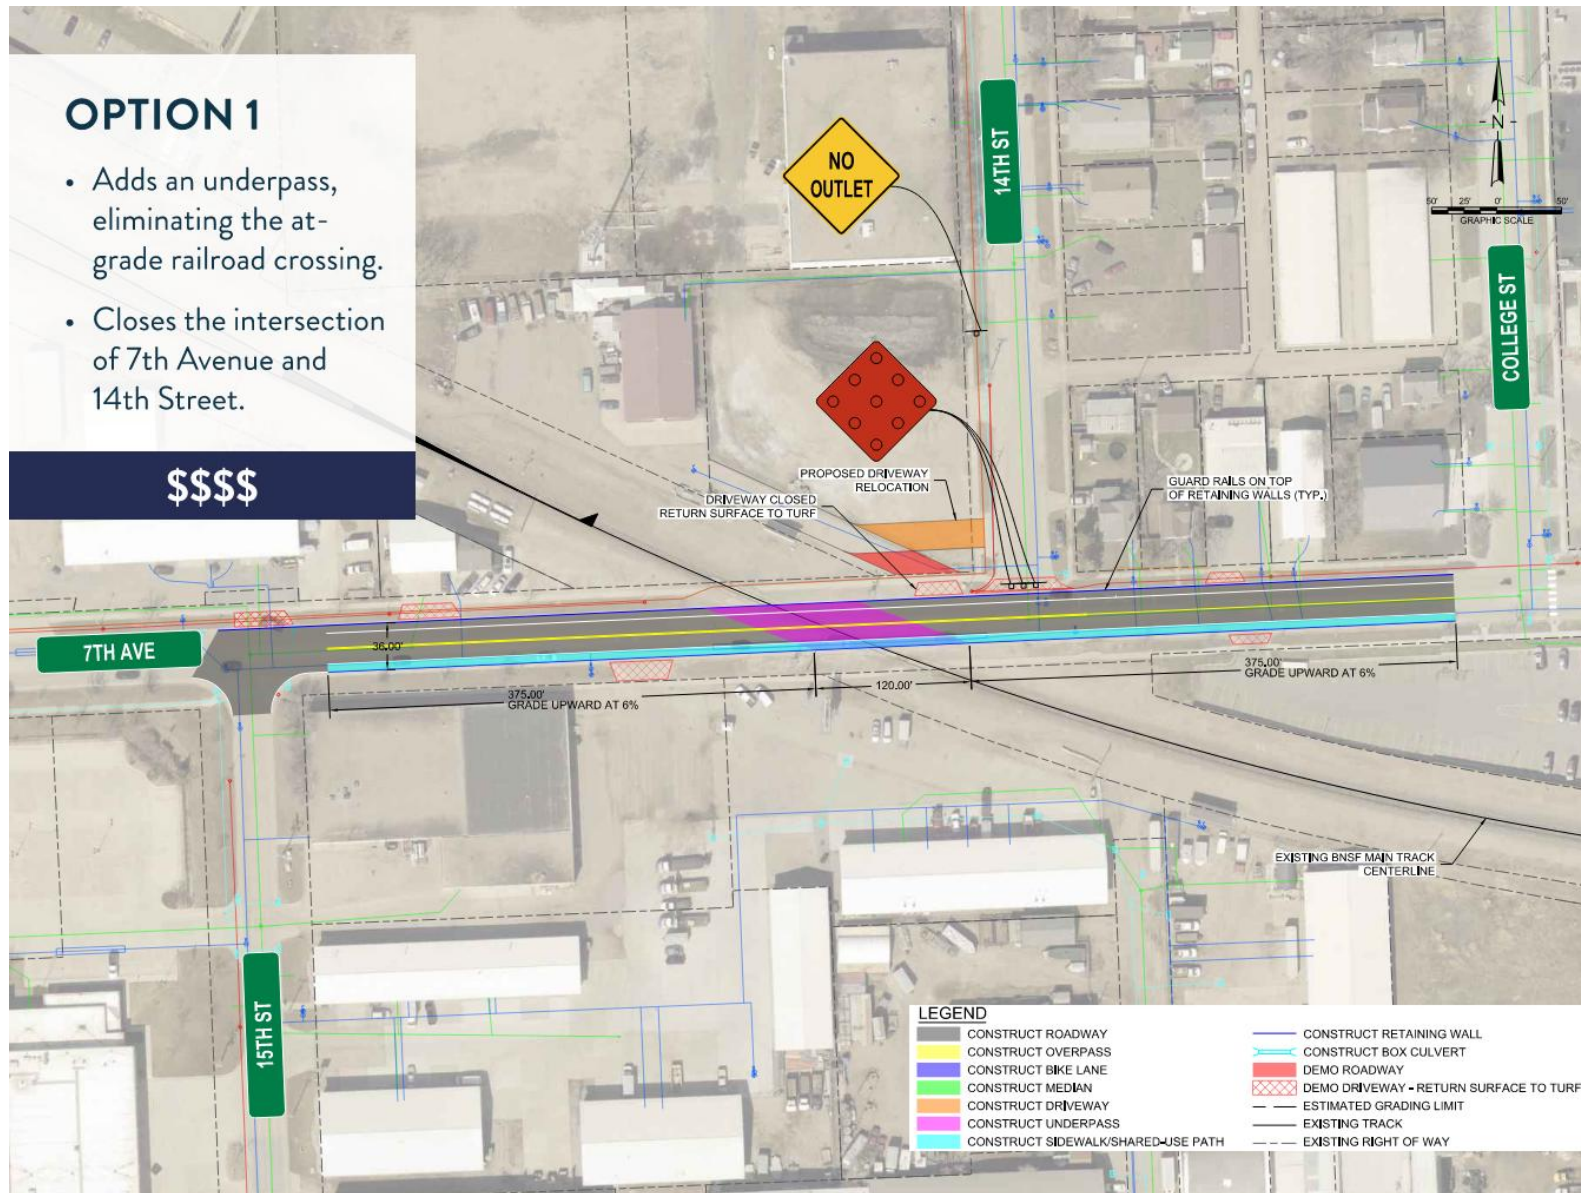 OPTION 1
• Adds an underpass,
eliminating the at-
grade railroad crossing.
• Closes the intersection
of 7th Avenue and
14th Street.
$$$$
NO
OUTLET
14TH ST
N
50' 25' 0' 50'
GRAPHIC SCALE
COLLEGE ST
PROPOSED DRIVEWAY
RELOCATION
DRIVEWAY CLOSED
RETURN SURFACE TO TURF
GUARD RAILS ON TOP
OF RETAINING WALLS (TYP.)
7TH AVE
36.00'
375.00'
GRADE UPWARD AT 6%
120.00'
375.00'
GRADE UPWARD AT 6%
EXISTING BNSF MAIN TRACK
CENTERLINE
15TH ST
LEGEND
CONSTRUCT ROADWAY
CONSTRUCT OVERPASS
CONSTRUCT BIKE LANE
CONSTRUCT MEDIAN
CONSTRUCT DRIVEWAY
CONSTRUCT UNDERPASS
CONSTRUCT SIDEWALK/SHARED-USE PATH
CONSTRUCT RETAINING WALL
CONSTRUCT BOX CULVERT
DEMO ROADWAY
DEMO DRIVEWAY - RETURN SURFACE TO TURF
ESTIMATED GRADING LIMIT
EXISTING TRACK
EXISTING RIGHT OF WAY